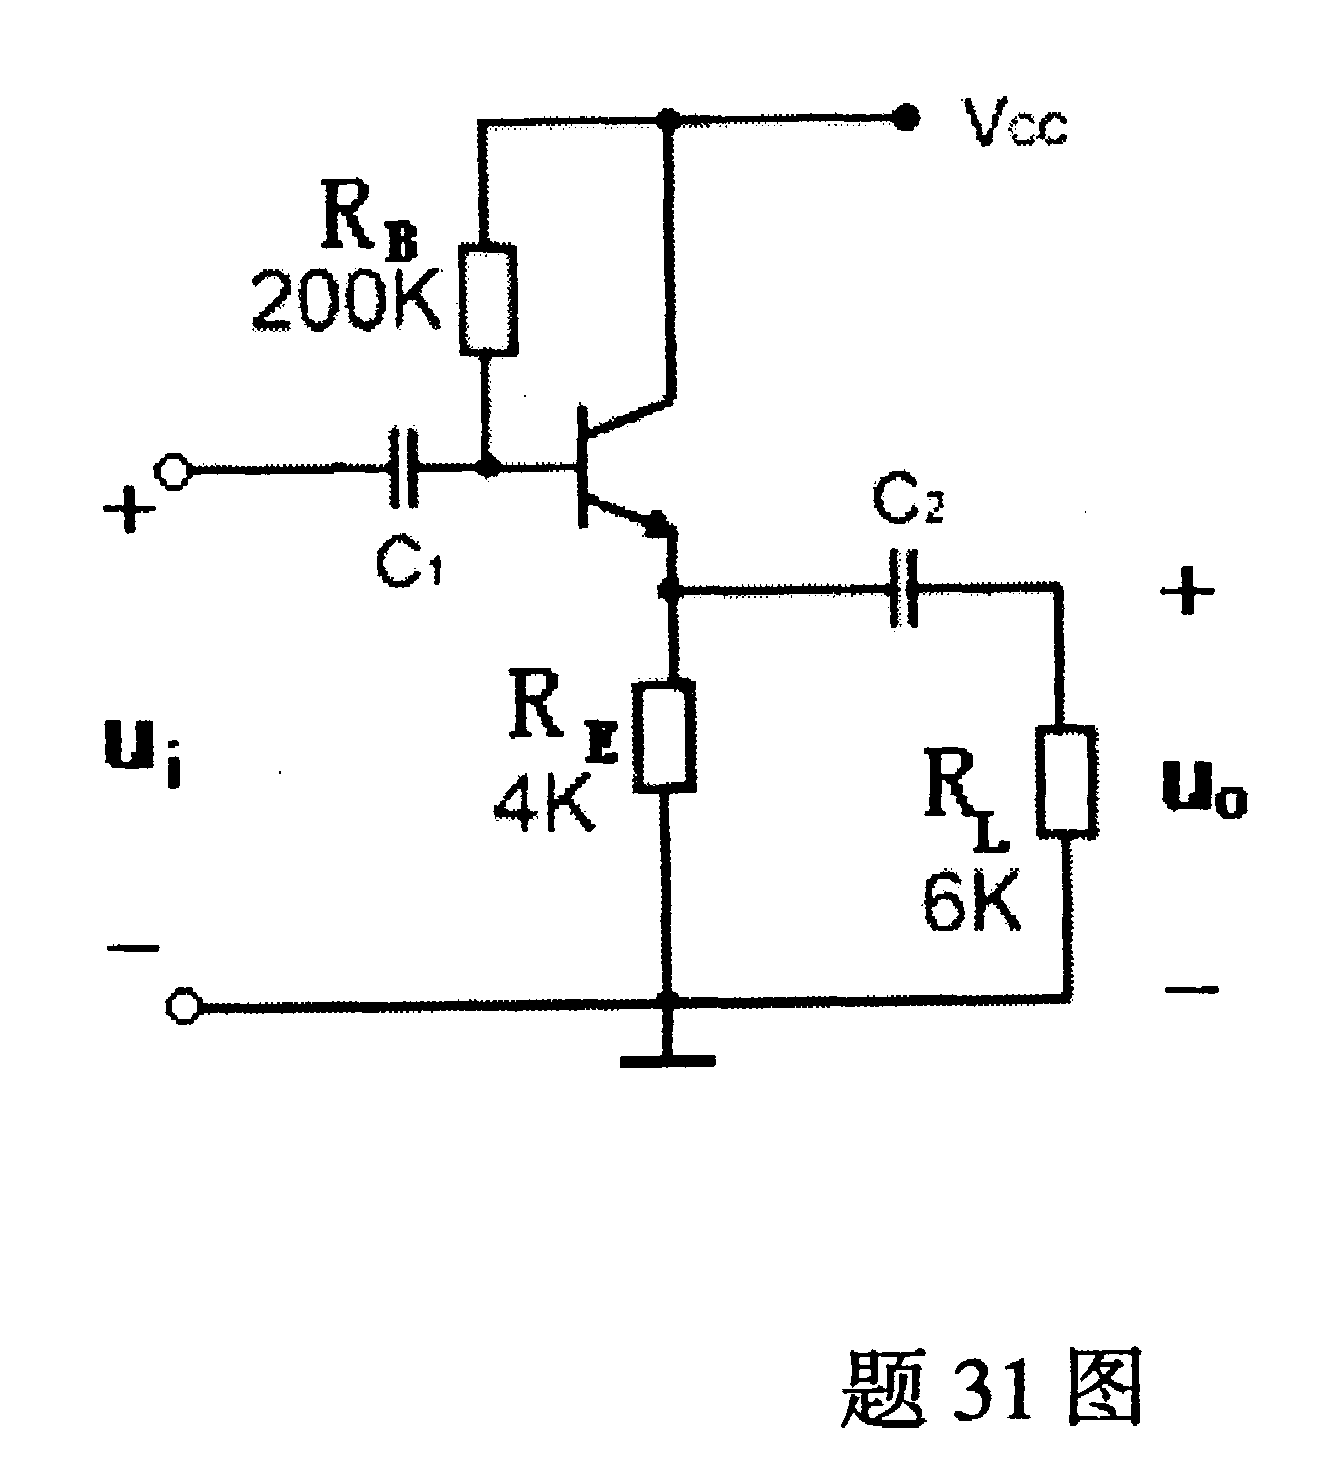 Vcc
RB
200K
C1
C2
+
+
ui
RE
4K
RL
6K
uo
−
−
题 31 图